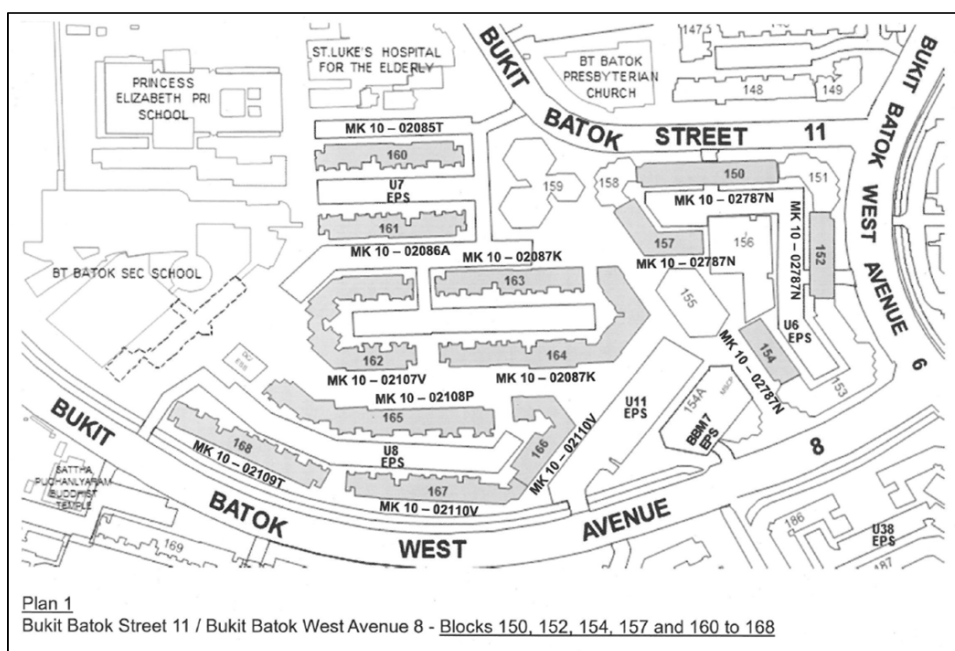 PRINCESS
ELIZABETH PRI
SCHOOL
ST.LUKE'S HOSPITAL
FOR THE ELDERLY
BUKIT BATOK STREET 11
BT BATOK
PRESBYTERIAN
CHURCH
147
148
149
BUKIT BATOK WEST AVENUE 6
MK 10 – 02085T
160
U7
EPS
161
MK 10 – 02086A
159
158
150
MK 10 – 02787N
151
MK 10 – 02787N
152
157
MK 10 – 02787N
156
155
MK 10 – 02087K
163
BT BATOK SEC SCHOOL
162
MK 10 – 02107V
164
MK 10 – 02087K
154
MK 10 – 02787N
U6
EPS
153
MK 10 – 02108P
165
U11
EPS
154A
MSCP
BBM7
EPS
166
MK 10 – 02110V
U8
EPS
168
MK 10 – 02109T
167
MK 10 – 02110V
BUKIT BATOK WEST AVENUE 8
SATTHA
BUDDHIST
TEMPLE
169
186
U38
EPS
187
Plan 1
Bukit Batok Street 11 / Bukit Batok West Avenue 8 - Blocks 150, 152, 154, 157 and 160 to 168